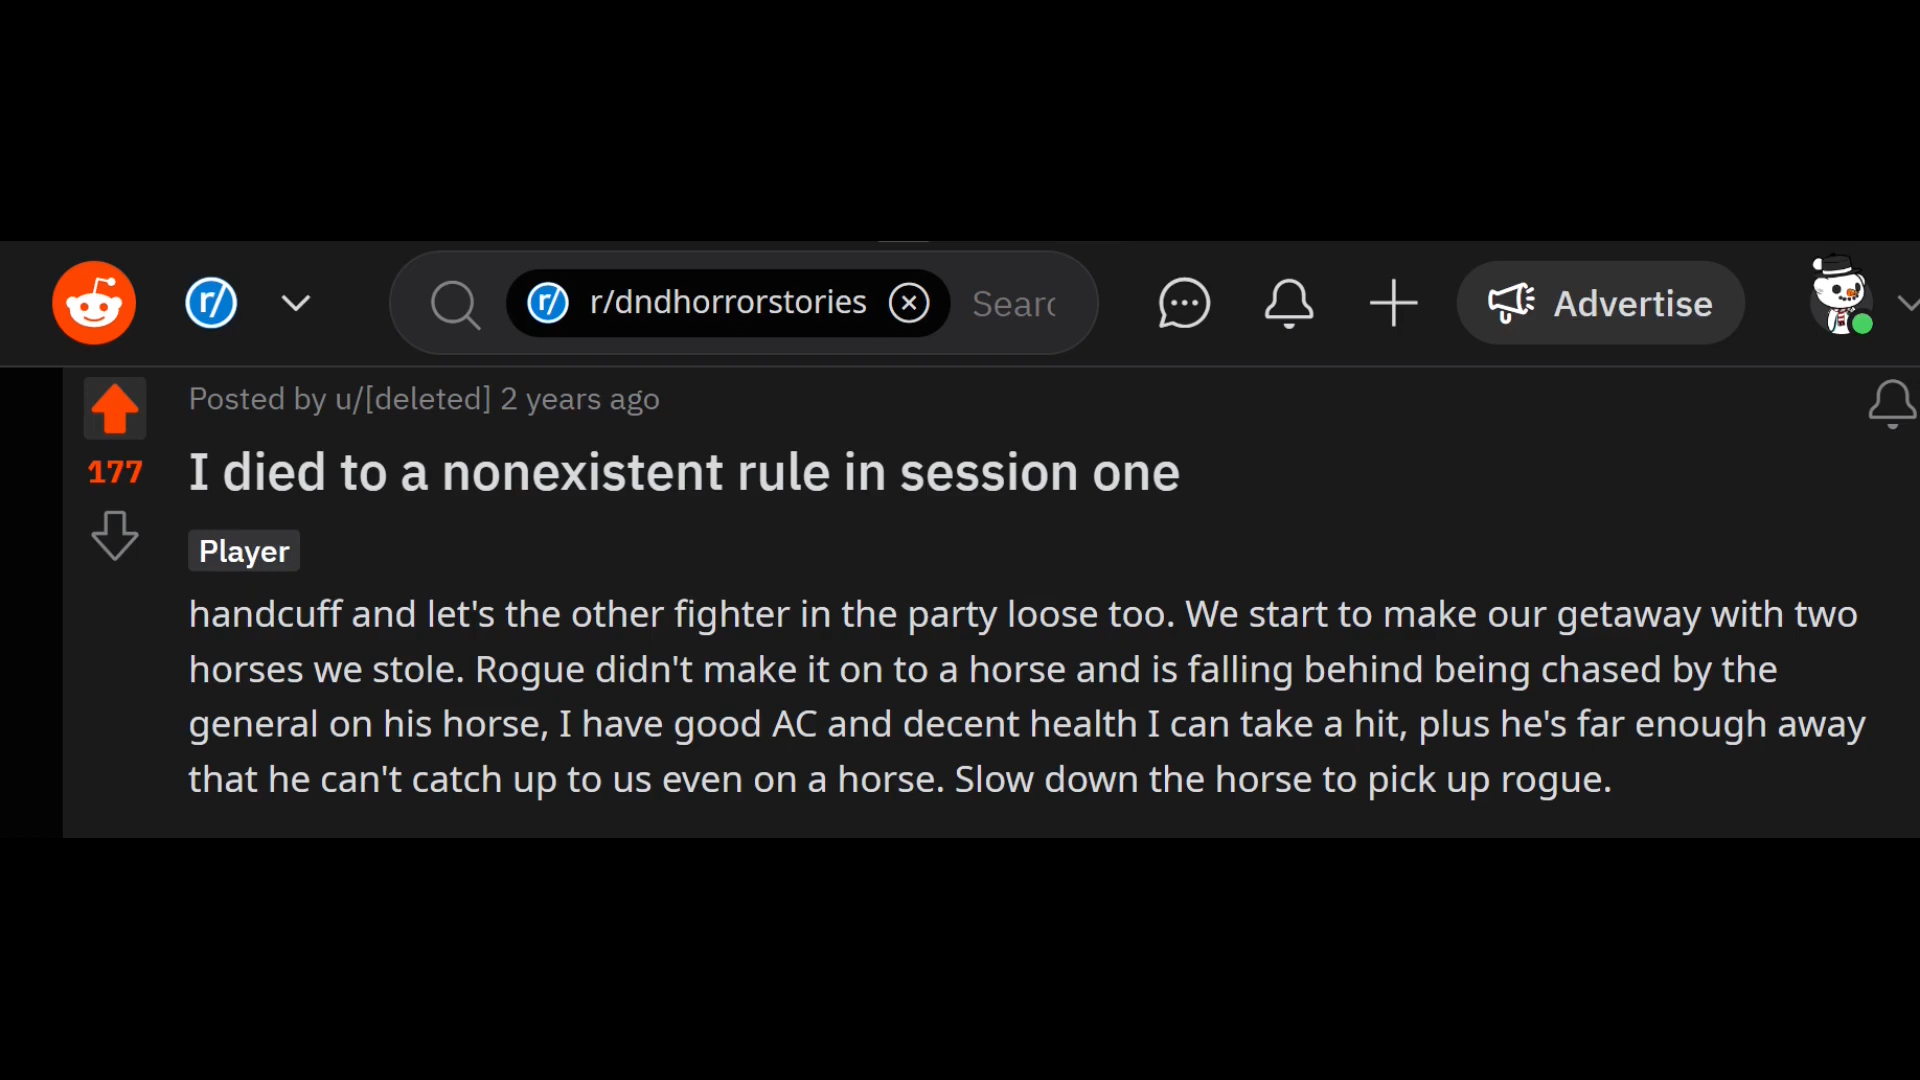 r/
r/
r/dndhorrorstories
Searc
Advertise
Posted by u/[deleted] 2 years ago
177
I died to a nonexistent rule in session one
Player
handcuff and let's the other fighter in the party loose too. We start to make our getaway with two
horses we stole. Rogue didn't make it on to a horse and is falling behind being chased by the
general on his horse, I have good AC and decent health I can take a hit, plus he's far enough away
that he can't catch up to us even on a horse. Slow down the horse to pick up rogue.